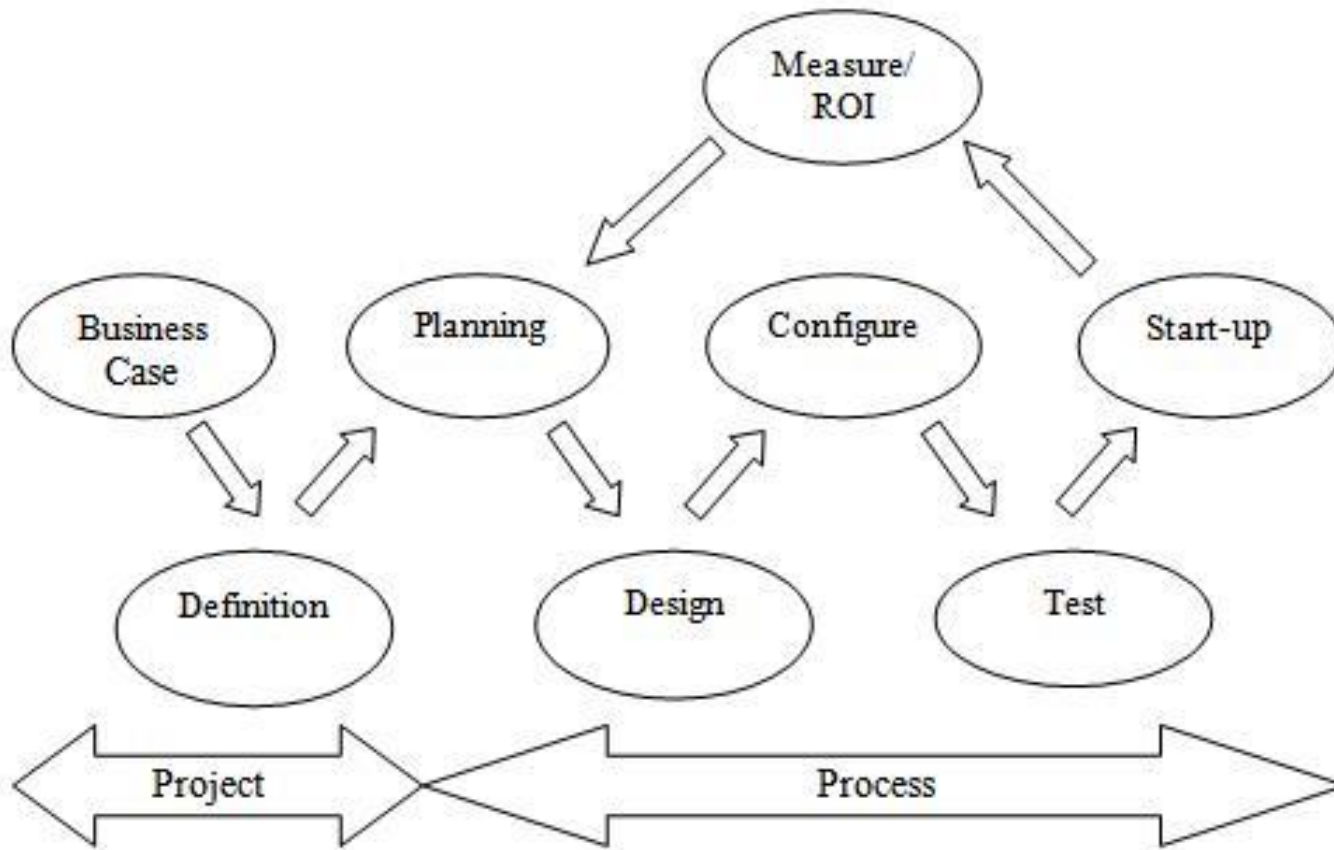 Measure/
ROI
Business
Case
Planning
Configure
Start-up
Definition
Design
Test
Project
Process